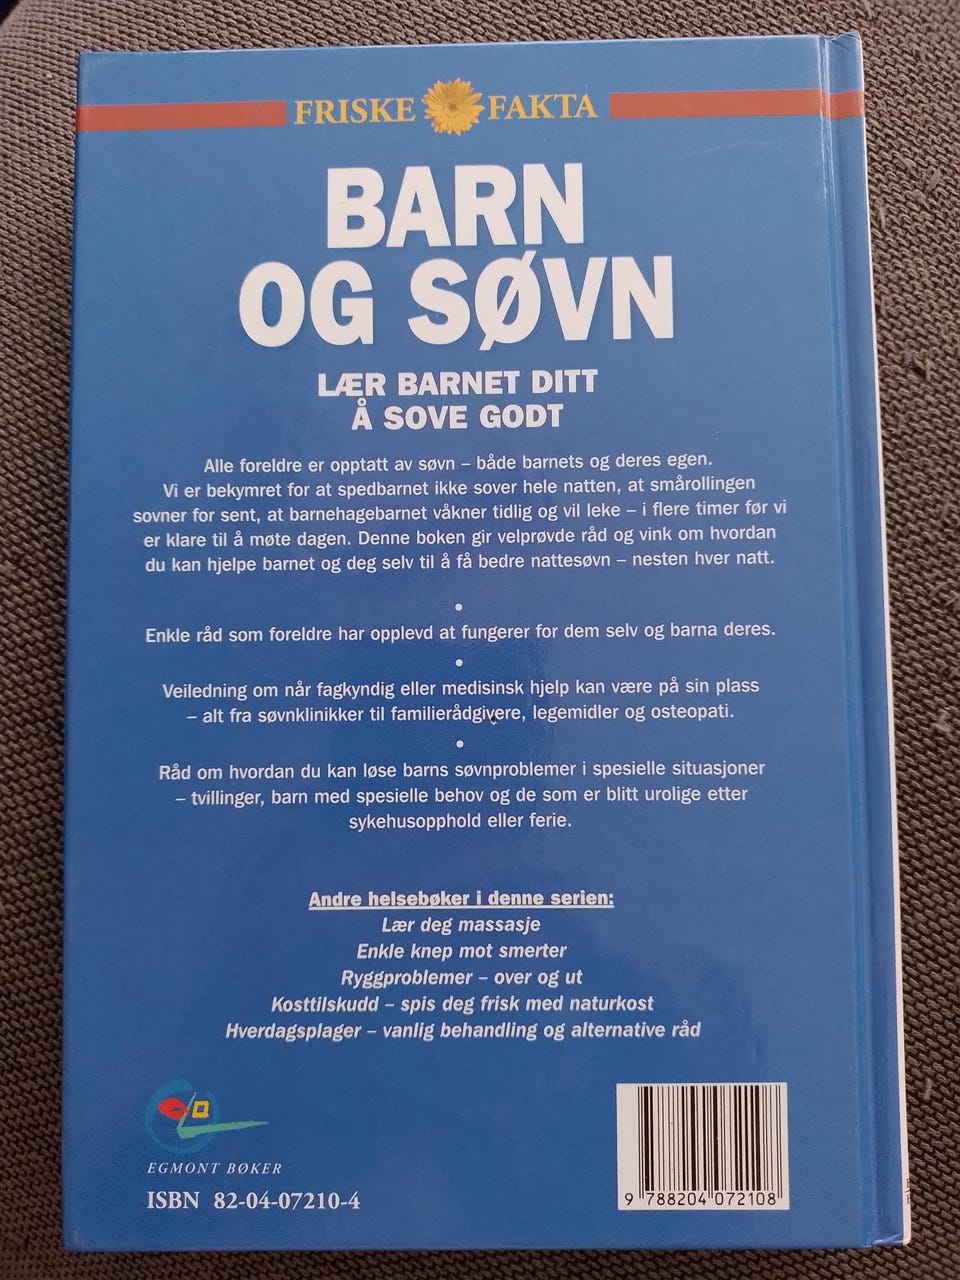 FRISKE FAKTA
BARN
OG SØVN
LÆR BARNET DITT
Å SOVE GODT
Alle foreldre er opptatt av søvn – både barnets og deres egen.
Vi er bekymret for at spedbarnet ikke sover hele natten, at smårollingen
sovner for sent, at barnehagebarnet våkner tidlig og vil leke – i flere timer før vi
er klare til å møte dagen. Denne boken gir velprøvde råd og vink om hvordan
du kan hjelpe barnet og deg selv til å få bedre nattesøvn – nesten hver natt.
•
Enkle råd som foreldre har opplevd at fungerer for dem selv og barna deres.
•
Veiledning om når fagkyndig eller medisinsk hjelp kan være på sin plass
– alt fra søvnklinikker til familierådgivere, legemidler og osteopati.
•
Råd om hvordan du kan løse barns søvnproblemer i spesielle situasjoner
– tvillinger, barn med spesielle behov og de som er blitt urolige etter
sykehusopphold eller ferie.
Andre helsebøker i denne serien:
Lær deg massasje
Enkle knep mot smerter
Ryggproblemer – over og ut
Kosttilskudd – spis deg frisk med naturkost
Hverdagsplager – vanlig behandling og alternative råd
EGMONT BØKER
ISBN 82-04-07210-4
9 788204 072108